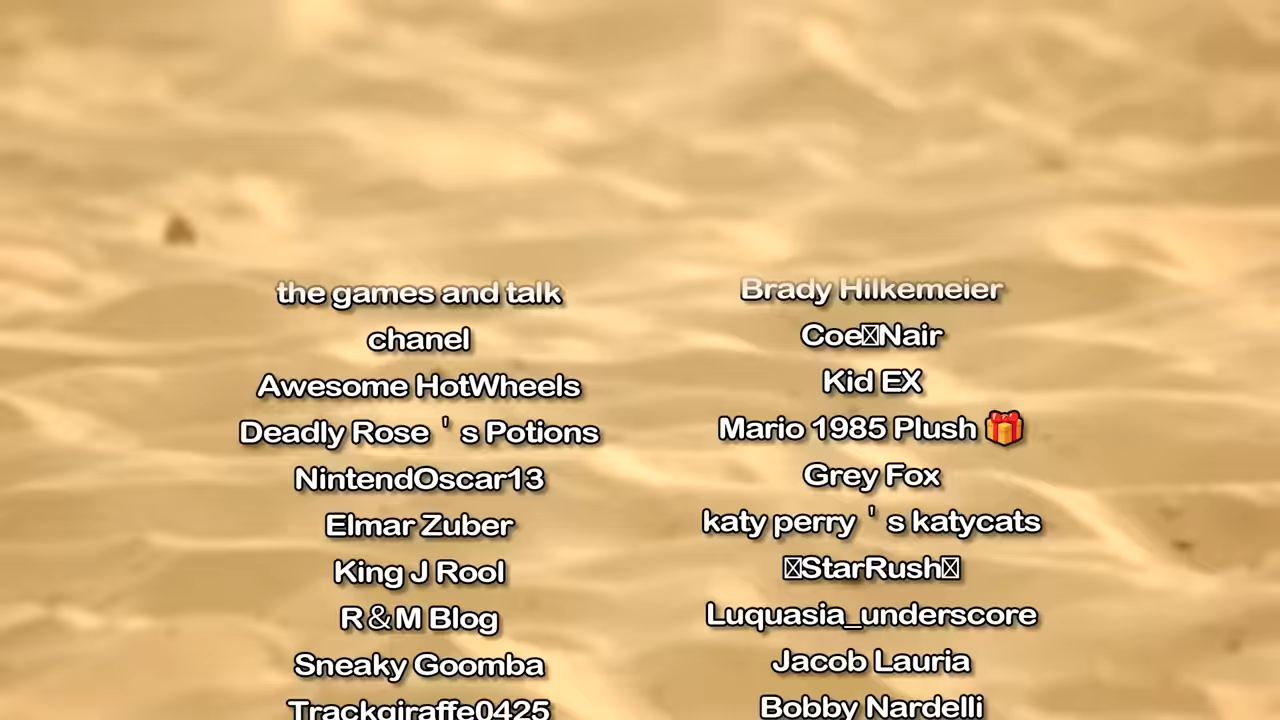 the games and talk
chanel
Awesome HotWheels
Deadly Rose ' s Potions
NintendOscar13
Elmar Zuber
King J Rool
R&M Blog
Sneaky Goomba
Trackgiraffe0425
Brady Hilkemeier
Coe▯Nair
Kid EX
Mario 1985 Plush 🎁
Grey Fox
katy perry ' s katycats
▯StarRush▯
Luquasia_underscore
Jacob Lauria
Bobby Nardelli